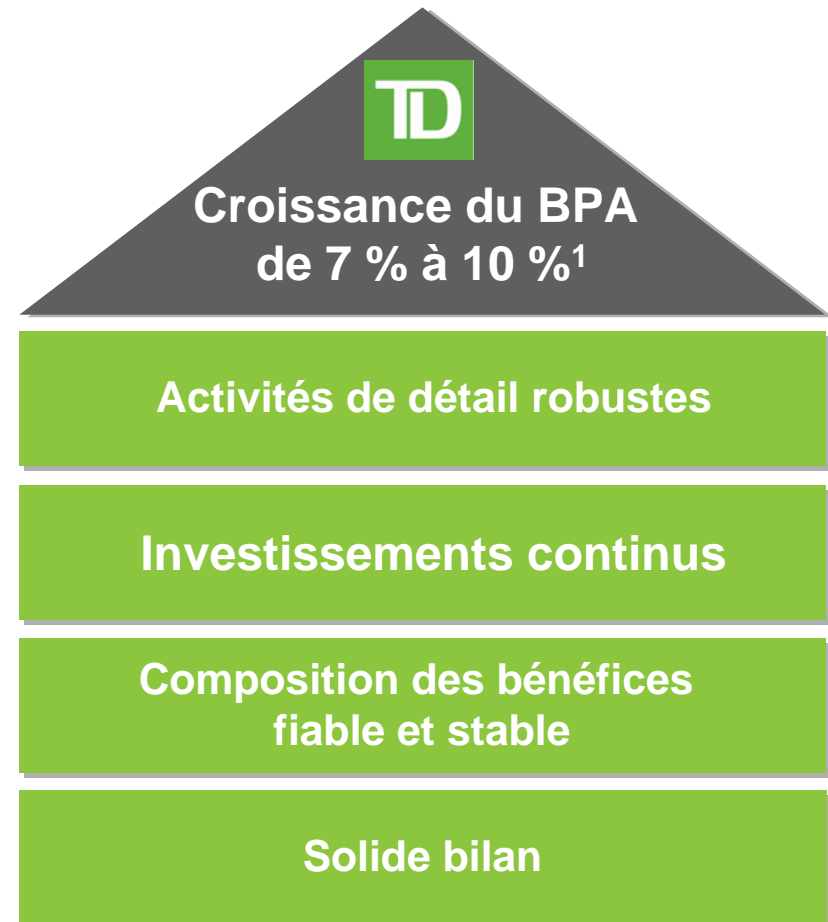 TD
Croissance du BPA
de 7 % à 10 %¹
Activités de détail robustes
Investissements continus
Composition des bénéfices
fiable et stable
Solide bilan